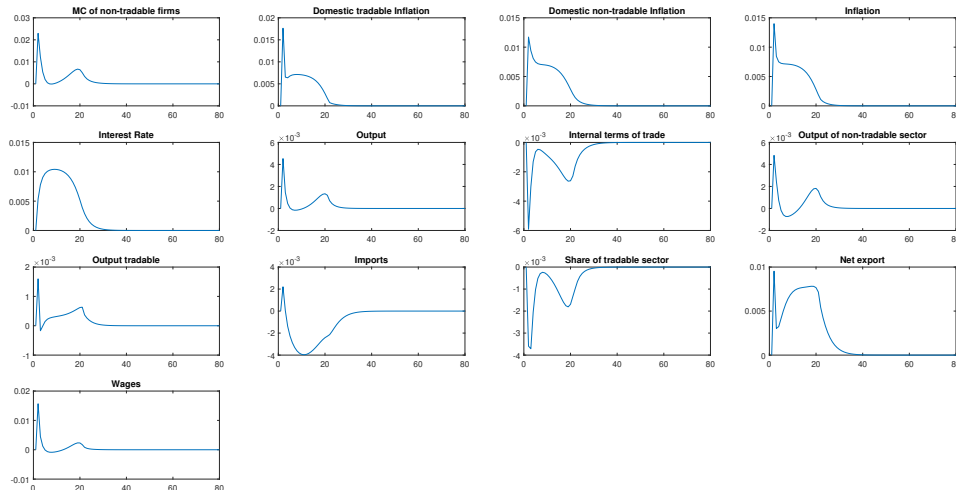 MC of non-tradable firms
0.03
0.02
0.01
0
-0.01
0 20 40 60 80
Domestic tradable Inflation
0.02
0.015
0.01
0.005
0
0 20 40 60 80
Domestic non-tradable Inflation
0.015
0.01
0.005
0
0 20 40 60 80
Inflation
0.015
0.01
0.005
0
0 20 40 60 80
Interest Rate
0.015
0.01
0.005
0
0 20 40 60 80
Output
×10⁻³
6
4
2
0
-2
0 20 40 60 80
Internal terms of trade
×10⁻³
0
-2
-4
-6
0 20 40 60 80
Output of non-tradable sector
×10⁻³
6
4
2
0
-2
0 20 40 60 80
Output tradable
×10⁻³
2
1
0
-1
0 20 40 60 80
Imports
×10⁻³
4
2
0
-2
-4
0 20 40 60 80
Share of tradable sector
×10⁻³
0
-1
-2
-3
-4
0 20 40 60 80
Net export
0.01
0.005
0
0 20 40 60 80
Wages
0.02
0.01
0
-0.01
0 20 40 60 80